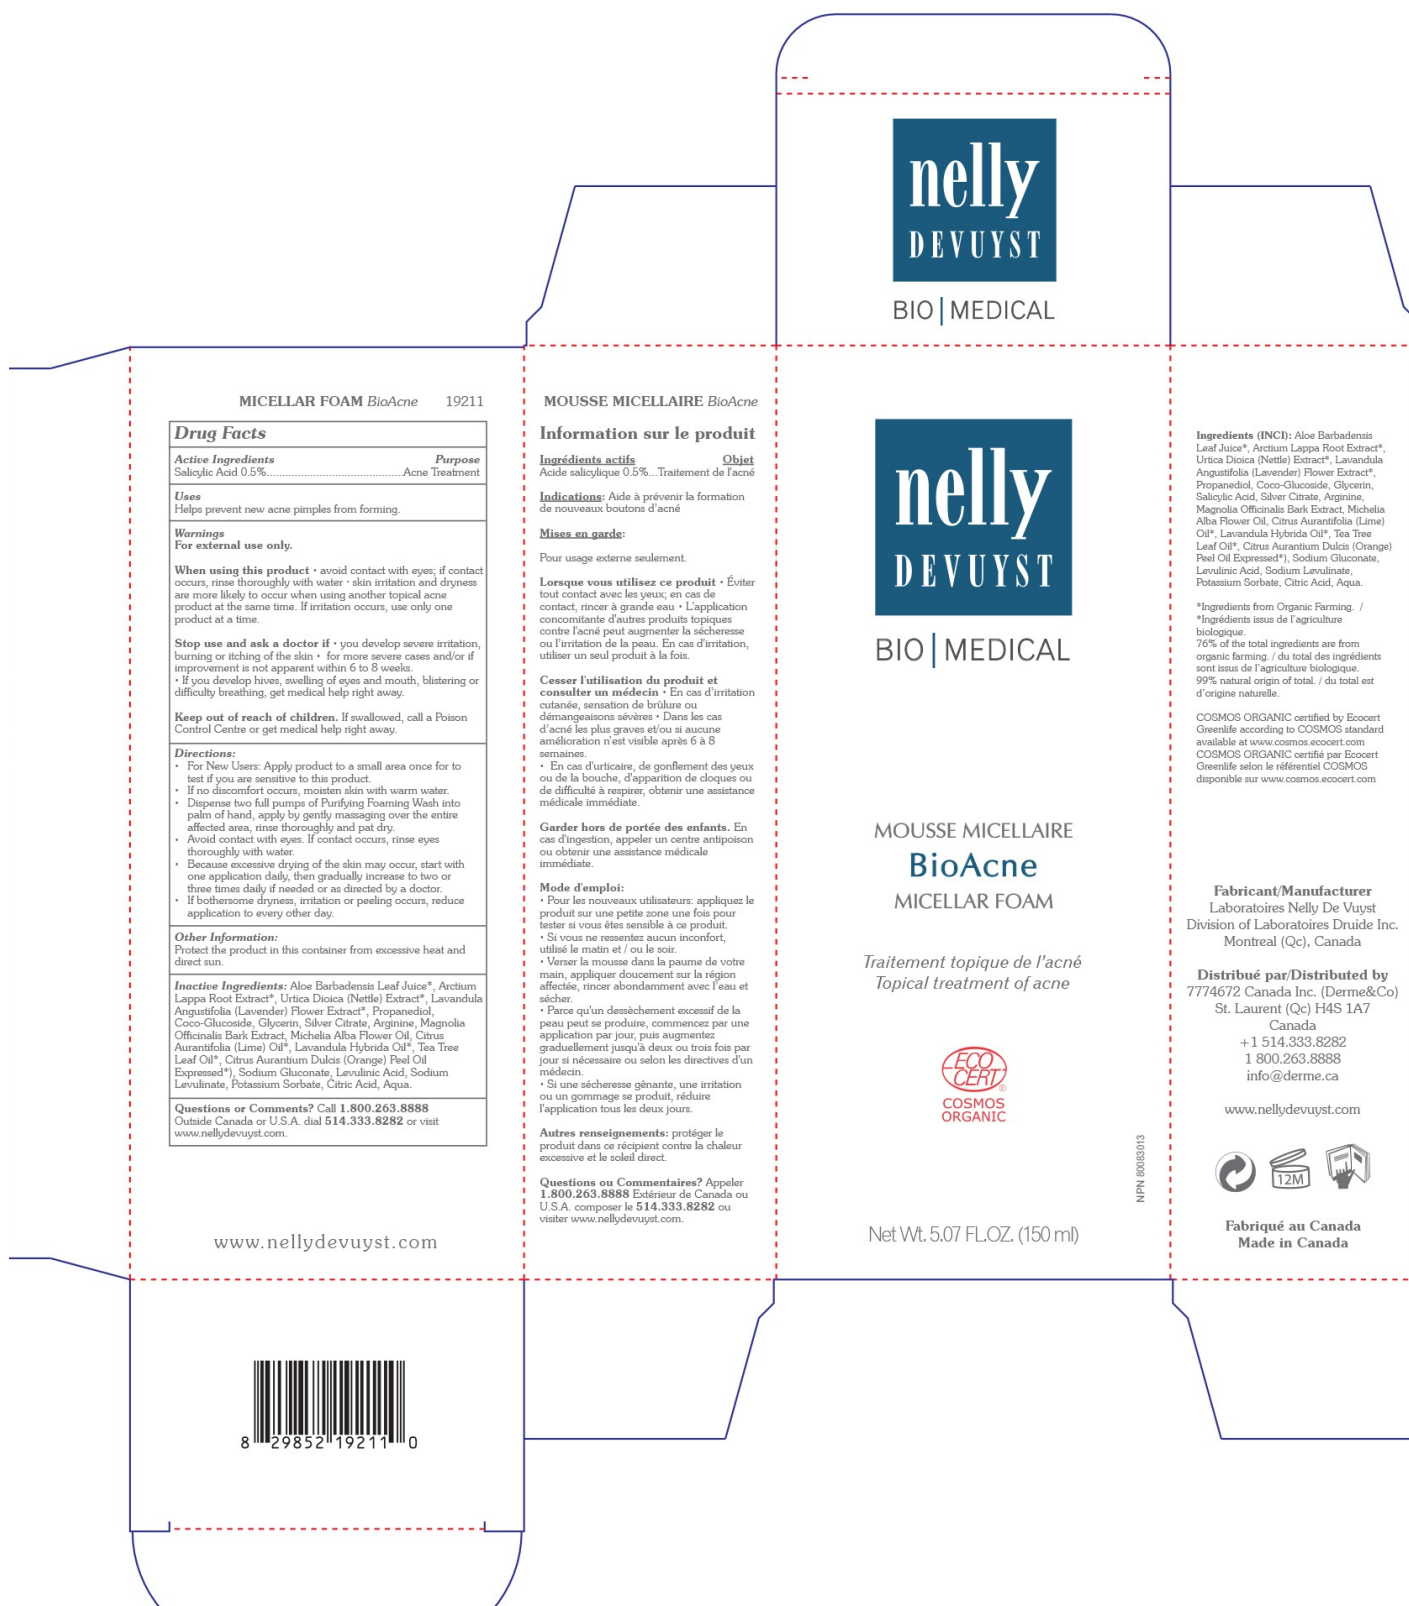 nelly
DEVUYST
BIO | MEDICAL
MICELLAR FOAM BioAcne 19211
Drug Facts
Active Ingredients Purpose
Salicylic Acid 0.5%..........................................Acne Treatment
Uses
Helps prevent new acne pimples from forming.
Warnings
For external use only.
When using this product • avoid contact with eyes; if contact
occurs, rinse thoroughly with water • skin irritation and dryness
are more likely to occur when using another topical acne
product at the same time. If irritation occurs, use only one
product at a time.
Stop use and ask a doctor if • you develop severe irritation,
burning or itching of the skin • for more severe cases and/or if
improvement is not apparent within 6 to 8 weeks.
• If you develop hives, swelling of eyes and mouth, blistering or
difficulty breathing, get medical help right away.
Keep out of reach of children. If swallowed, call a Poison
Control Centre or get medical help right away.
Directions:
• For New Users: Apply product to a small area once for to
test if you are sensitive to this product.
• If no discomfort occurs, moisten skin with warm water.
• Dispense two full pumps of Purifying Foaming Wash into
palm of hand, apply by gently massaging over the entire
affected area, rinse thoroughly and pat dry.
• Avoid contact with eyes. If contact occurs, rinse eyes
thoroughly with water.
• Because excessive drying of the skin may occur, start with
one application daily, then gradually increase to two or
three times daily if needed or as directed by a doctor.
• If bothersome dryness, irritation or peeling occurs, reduce
application to every other day.
Other Information:
Protect the product in this container from excessive heat and
direct sun.
Inactive Ingredients: Aloe Barbadensis Leaf Juice*, Arctium
Lappa Root Extract*, Urtica Dioica (Nettle) Extract*, Lavandula
Angustifolia (Lavender) Flower Extract*, Propanediol,
Coco-Glucoside, Glycerin, Silver Citrate, Arginine, Magnolia
Officinalis Bark Extract, Michelia Alba Flower Oil, Citrus
Aurantifolia (Lime) Oil*, Lavandula Hybrida Oil*, Tea Tree
Leaf Oil*, Citrus Aurantium Dulcis (Orange) Peel Oil
Expressed*), Sodium Gluconate, Levulinic Acid, Sodium
Levulinate, Potassium Sorbate, Citric Acid, Aqua.
Questions or Comments? Call 1.800.263.8888
Outside Canada or U.S.A. dial 514.333.8282 or visit
www.nellydevuyst.com.
www.nellydevuyst.com
8 29852 19211 0
MOUSSE MICELLAIRE BioAcne
Information sur le produit
Ingrédients actifs Objet
Acide salicylique 0.5%...Traitement de l'acné
Indications: Aide à prévenir la formation
de nouveaux boutons d'acné
Mises en garde:
Pour usage externe seulement.
Lorsque vous utilisez ce produit • Éviter
tout contact avec les yeux; en cas de
contact, rincer à grande eau • L'application
concomitante d'autres produits topiques
contre l'acné peut augmenter la sécheresse
ou l'irritation de la peau. En cas d'irritation,
utiliser un seul produit à la fois.
Cesser l'utilisation du produit et
consulter un médecin • En cas d'irritation
cutanée, sensation de brûlure ou
démangeaisons sévères • Dans les cas
d'acné les plus graves et/ou si aucune
amélioration n'est visible après 6 à 8
semaines.
• En cas d'urticaire, de gonflement des yeux
ou de la bouche, d'apparition de cloques ou
de difficulté à respirer, obtenir une assistance
médicale immédiate.
Garder hors de portée des enfants. En
cas d'ingestion, appeler un centre antipoison
ou obtenir une assistance médicale
immédiate.
Mode d'emploi:
• Pour les nouveaux utilisateurs: appliquez le
produit sur une petite zone une fois pour
tester si vous êtes sensible à ce produit.
• Si vous ne ressentez aucun inconfort,
utilisé le matin et / ou le soir.
• Verser la mousse dans la paume de votre
main, appliquer doucement sur la région
affectée, rincer abondamment avec l'eau et
sécher.
• Parce qu'un dessèchement excessif de la
peau peut se produire, commencez par une
application par jour, puis augmentez
graduellement jusqu'à deux ou trois fois par
jour si nécessaire ou selon les directives d'un
médecin.
• Si une sécheresse gênante, une irritation
ou un gommage se produit, réduire
l'application tous les deux jours.
Autres renseignements: protéger le
produit dans ce récipient contre la chaleur
excessive et le soleil direct.
Questions ou Commentaires? Appeler
1.800.263.8888 Extérieur de Canada ou
U.S.A. composer le 514.333.8282 ou
visiter www.nellydevuyst.com.
nelly
DEVUYST
BIO | MEDICAL
MOUSSE MICELLAIRE
BioAcne
MICELLAR FOAM
Traitement topique de l'acné
Topical treatment of acne
ECO
CERT
®
COSMOS
ORGANIC
NPN 80083013
Net Wt. 5.07 FL.OZ. (150 ml)
Ingredients (INCI): Aloe Barbadensis
Leaf Juice*, Arctium Lappa Root Extract*,
Urtica Dioica (Nettle) Extract*, Lavandula
Angustifolia (Lavender) Flower Extract*,
Propanediol, Coco-Glucoside, Glycerin,
Salicylic Acid, Silver Citrate, Arginine,
Magnolia Officinalis Bark Extract, Michelia
Alba Flower Oil, Citrus Aurantifolia (Lime)
Oil*, Lavandula Hybrida Oil*, Tea Tree
Leaf Oil*, Citrus Aurantium Dulcis (Orange)
Peel Oil Expressed*), Sodium Gluconate,
Levulinic Acid, Sodium Levulinate,
Potassium Sorbate, Citric Acid, Aqua.
*Ingredients from Organic Farming. /
*Ingrédients issus de l'agriculture
biologique.
76% of the total ingredients are from
organic farming. / du total des ingrédients
sont issus de l'agriculture biologique.
99% natural origin of total. / du total est
d'origine naturelle.
COSMOS ORGANIC certified by Ecocert
Greenlife according to COSMOS standard
available at www.cosmos.ecocert.com
COSMOS ORGANIC certifié par Ecocert
Greenlife selon le référentiel COSMOS
disponible sur www.cosmos.ecocert.com
Fabricant/Manufacturer
Laboratoires Nelly De Vuyst
Division of Laboratoires Druide Inc.
Montreal (Qc), Canada
Distribué par/Distributed by
7774672 Canada Inc. (Derme&Co)
St. Laurent (Qc) H4S 1A7
Canada
+1 514.333.8282
1 800.263.8888
info@derme.ca
www.nellydevuyst.com
12M
Fabriqué au Canada
Made in Canada